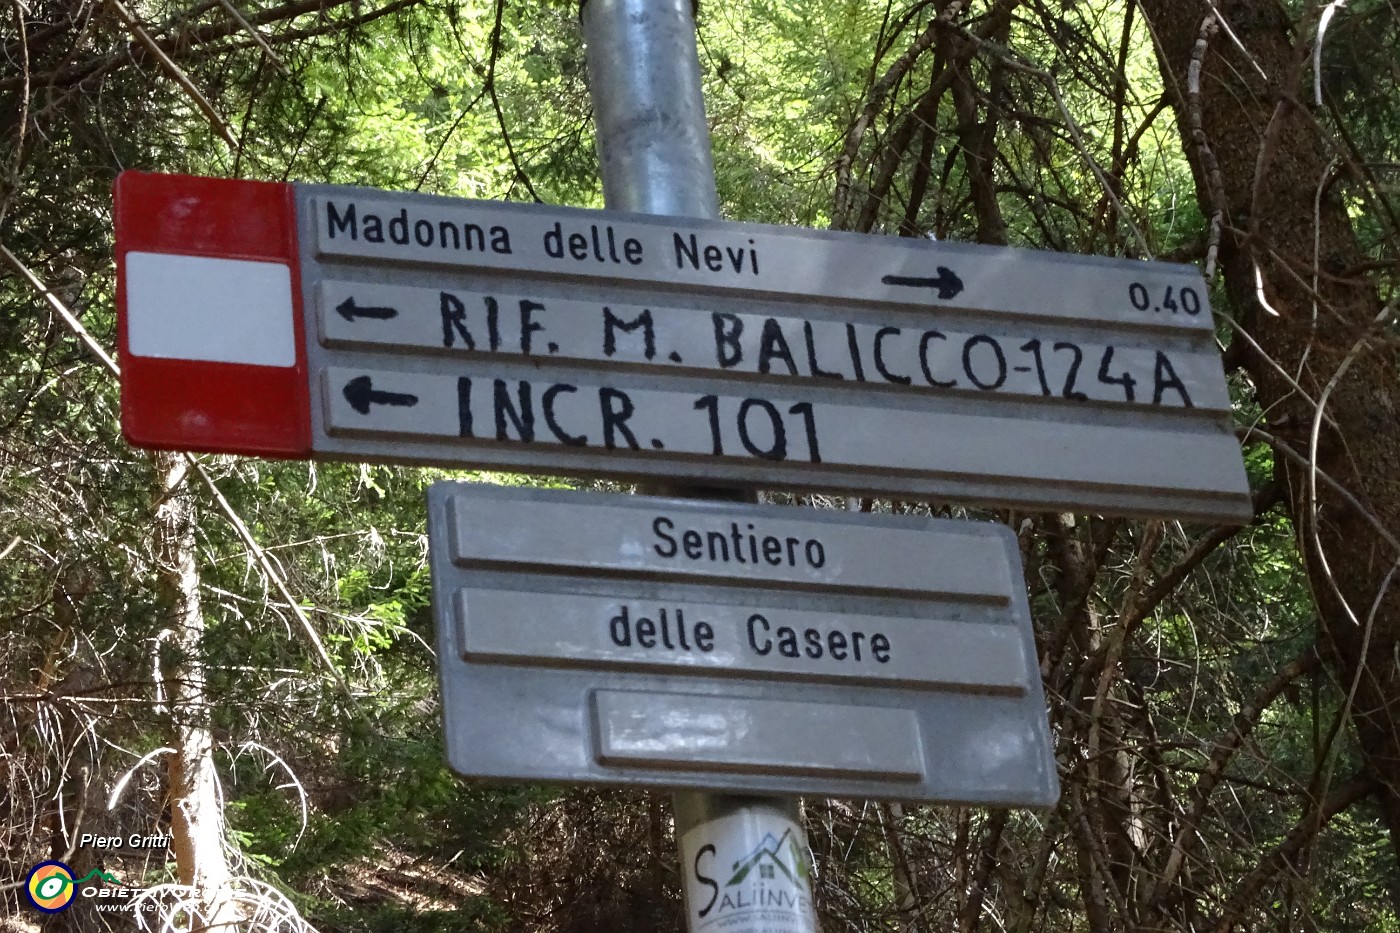 Madonna delle Nevi → 0.40
← RIF. M. BALICCO-124A
← INCR. 101
Sentiero
delle Casere
Piero Gritti